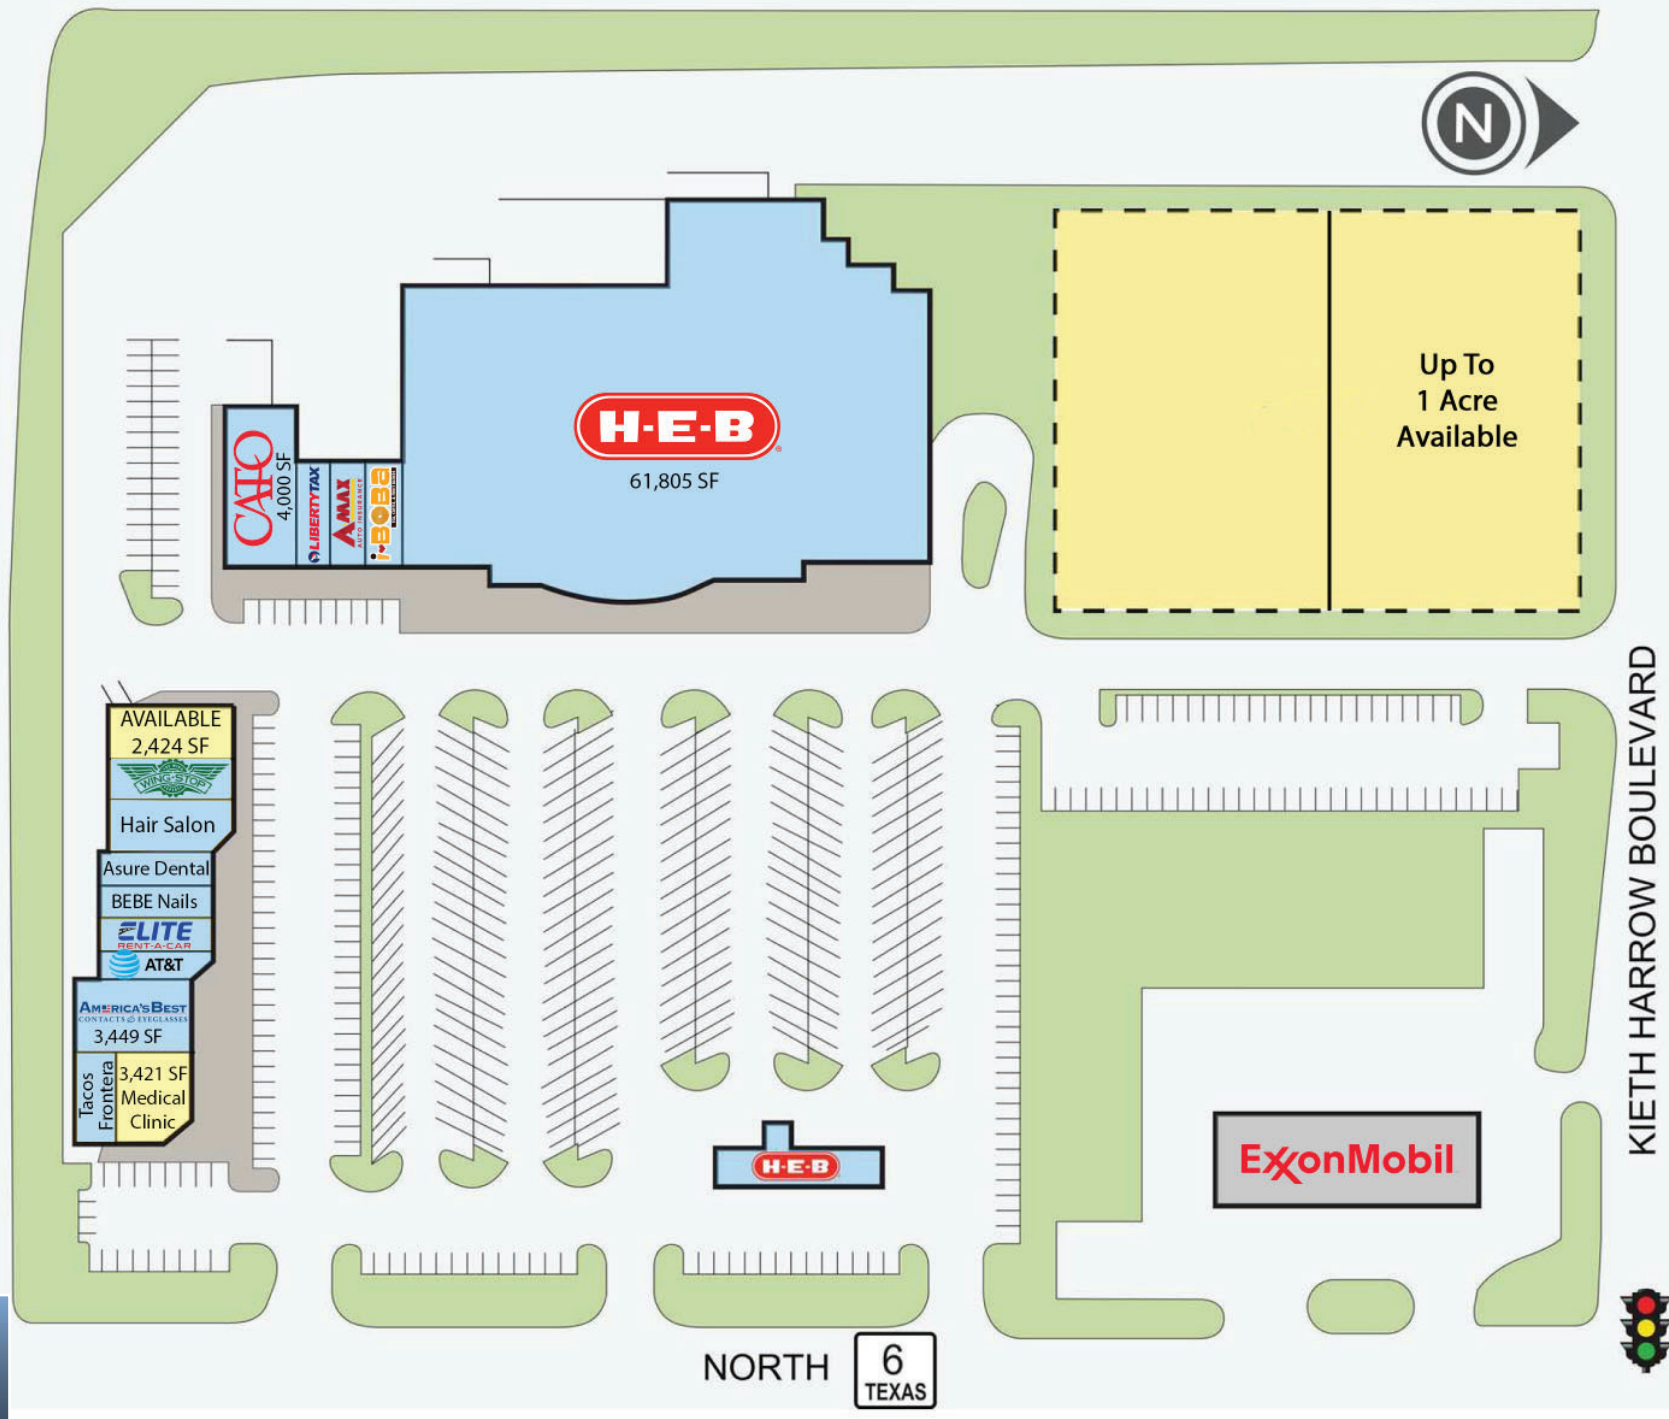 N
Up To
1 Acre
Available
H-E-B
61,805 SF
CATO
4,000 SF
LIBERTY TAX
AMAX
AUTO INSURANCE
i BOBa
KIETH HARROW BOULEVARD
AVAILABLE
2,424 SF
WING·STOP
Hair Salon
Asure Dental
BEBE Nails
ELITE
RENT-A-CAR
AT&T
AMERICA'S BEST
CONTACTS & EYEGLASSES
3,449 SF
Tacos
Frontera
3,421 SF
Medical
Clinic
H-E-B
ExxonMobil
NORTH
6
TEXAS